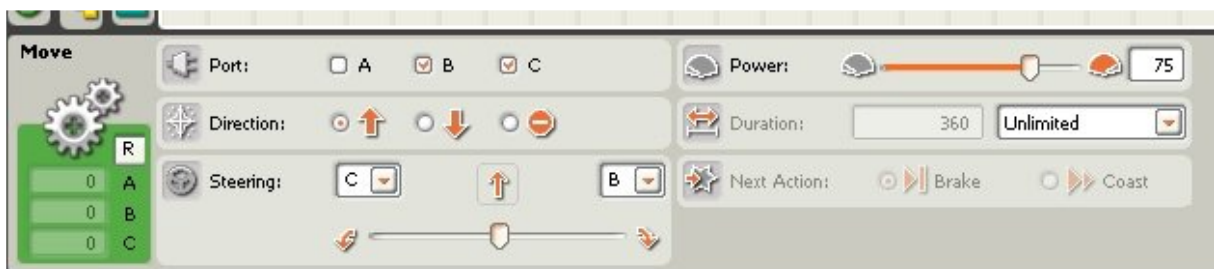 Move
R
0 A
0 B
0 C
Port: A B C
Direction:
Steering: C B
Power: 75
Duration: 360 Unlimited
Next Action: Brake Coast